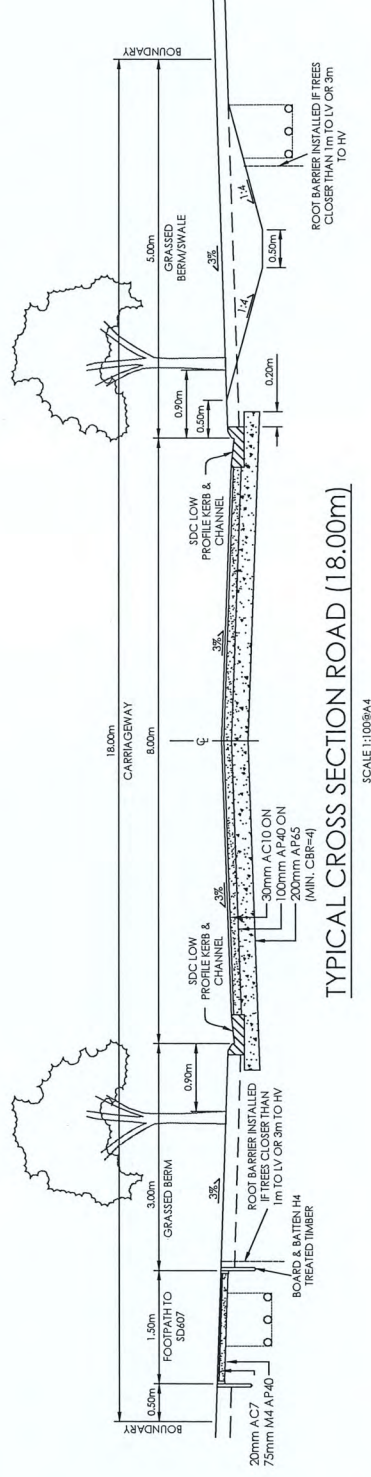 18.00m
CARRIAGEWAY
BOUNDARY
0.50m
1.50m
3.00m
8.00m
5.00m
BOUNDARY
FOOTPATH TO
SD607
GRASSED BERM
GRASSED
BERM/SWALE
0.90m
0.90m
0.50m
SDC LOW
PROFILE KERB &
CHANNEL
SDC LOW
PROFILE KERB &
CHANNEL
3%
3%
3%
3%
1:4
1:4
0.50m
0.20m
20mm AC7
75mm M4 AP40
BOARD & BATTEN H4
TREATED TIMBER
ROOT BARRIER INSTALLED
IF TREES CLOSER THAN
1m TO LV OR 3m TO HV
30mm AC10 ON
100mm AP40 ON
200mm AP65
(MIN. CBR=4)
ROOT BARRIER INSTALLED IF TREES
CLOSER THAN 1m TO LV OR 3m
TO HV
TYPICAL CROSS SECTION ROAD (18.00m)
SCALE 1:100@A4